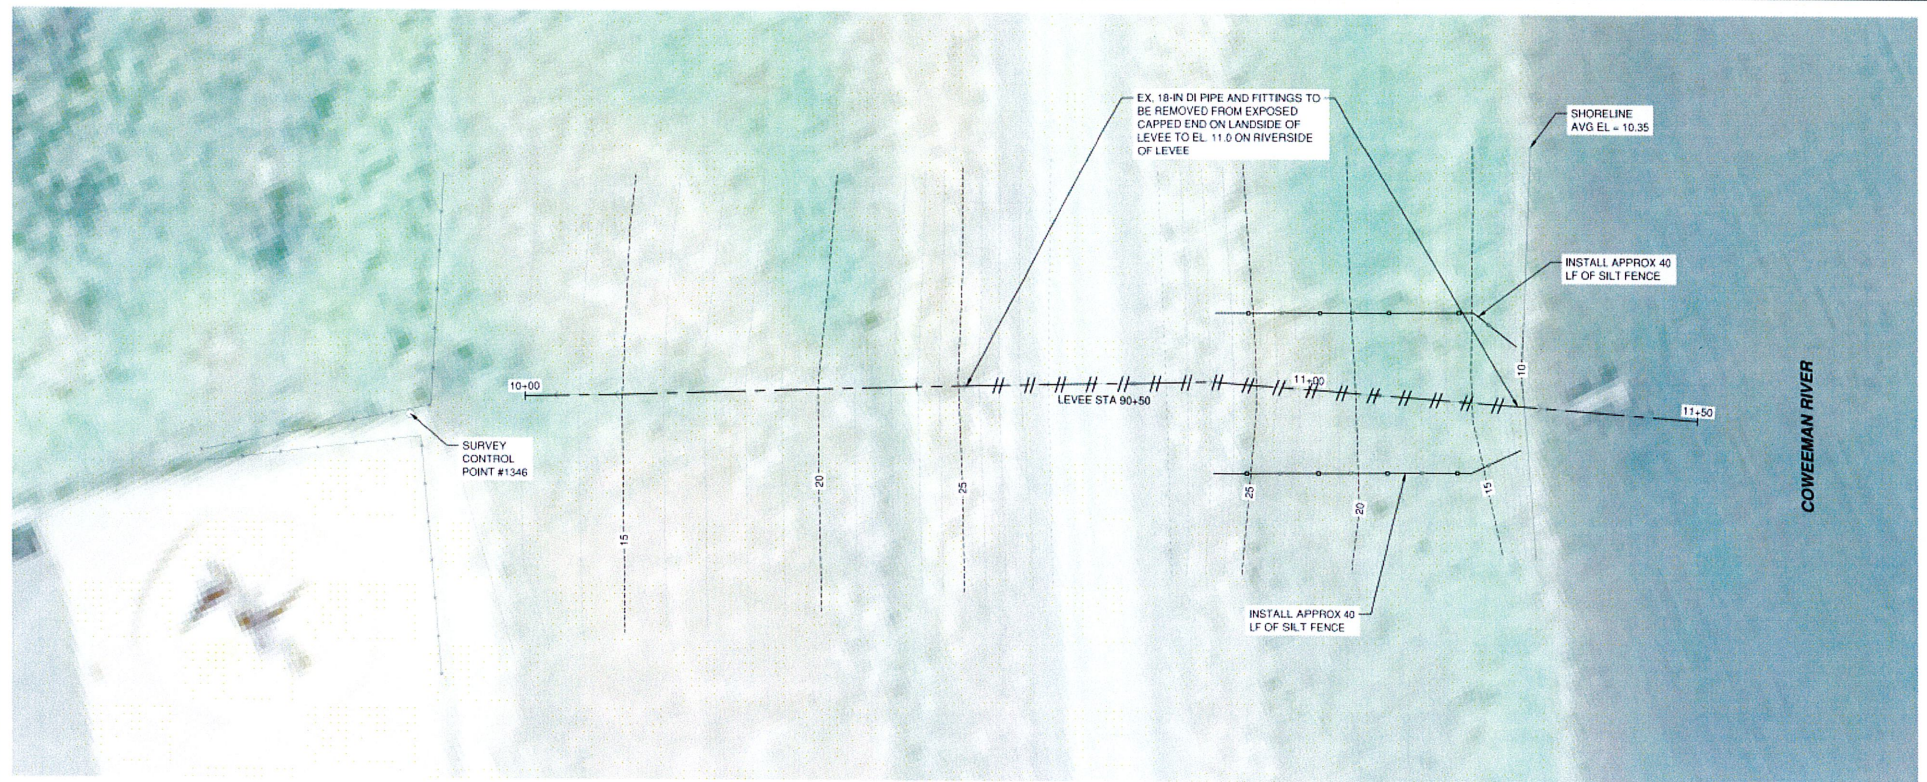 EX. 18-IN DI PIPE AND FITTINGS TO
BE REMOVED FROM EXPOSED
CAPPED END ON LANDSIDE OF
LEVEE TO EL. 11.0 ON RIVERSIDE
OF LEVEE
SHORELINE
AVG EL = 10.35
INSTALL APPROX 40
LF OF SILT FENCE
10+00
11+00
LEVEE STA 90+50
10
11+50
COWEEMAN RIVER
SURVEY
CONTROL
POINT #1346
15
20
25
25
20
15
INSTALL APPROX 40
LF OF SILT FENCE